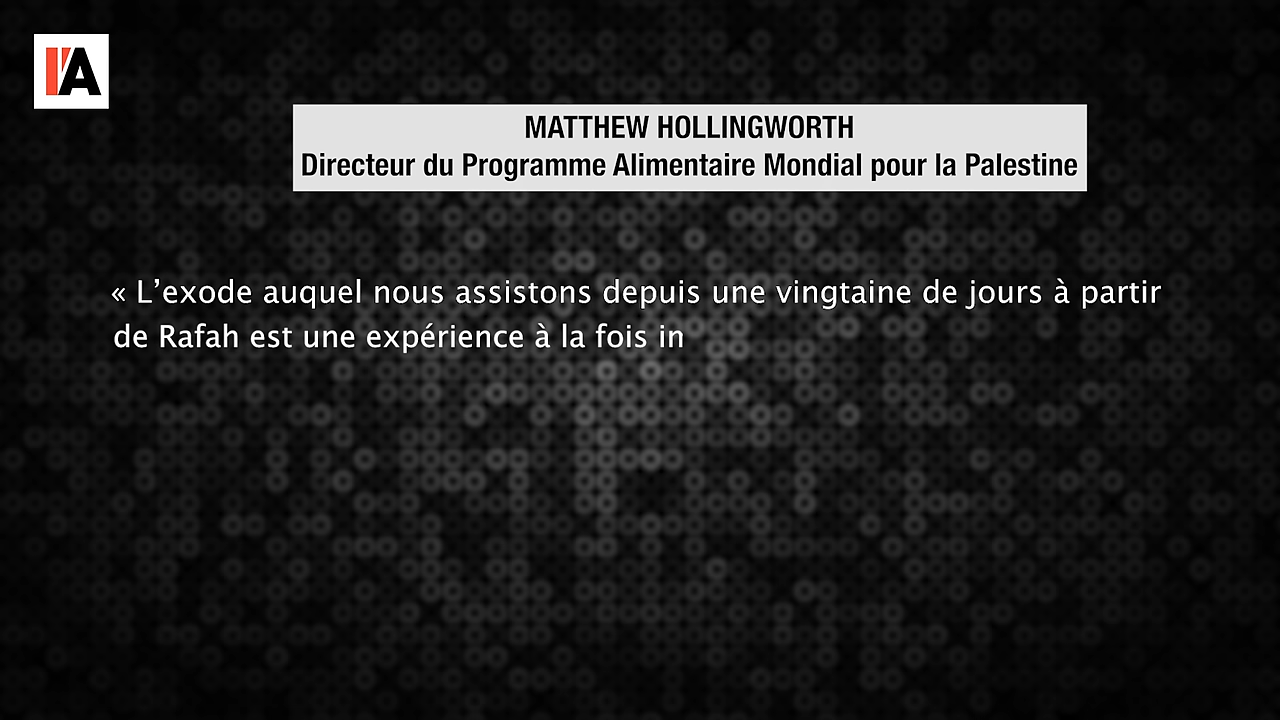 I'A
MATTHEW HOLLINGWORTH
Directeur du Programme Alimentaire Mondial pour la Palestine
« L’exode auquel nous assistons depuis une vingtaine de jours à partir
de Rafah est une expérience à la fois in